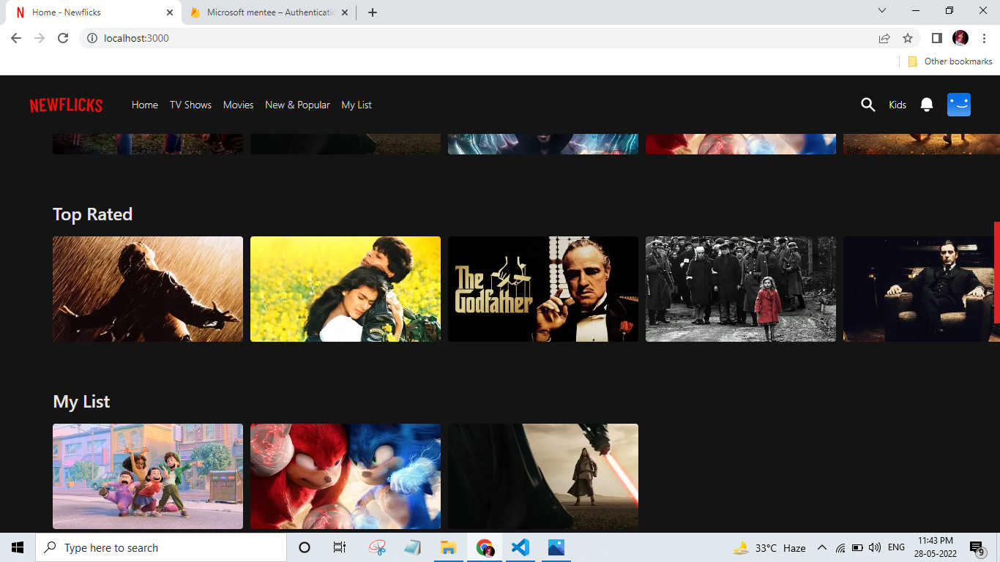 Home - Newflicks
Microsoft mentee – Authenticatic
localhost:3000
Other bookmarks
NEWFLICKS
Home
TV Shows
Movies
New & Popular
My List
Kids
Top Rated
The
Godfather
My List
Type here to search
33°C Haze
ENG
11:43 PM
28-05-2022
9